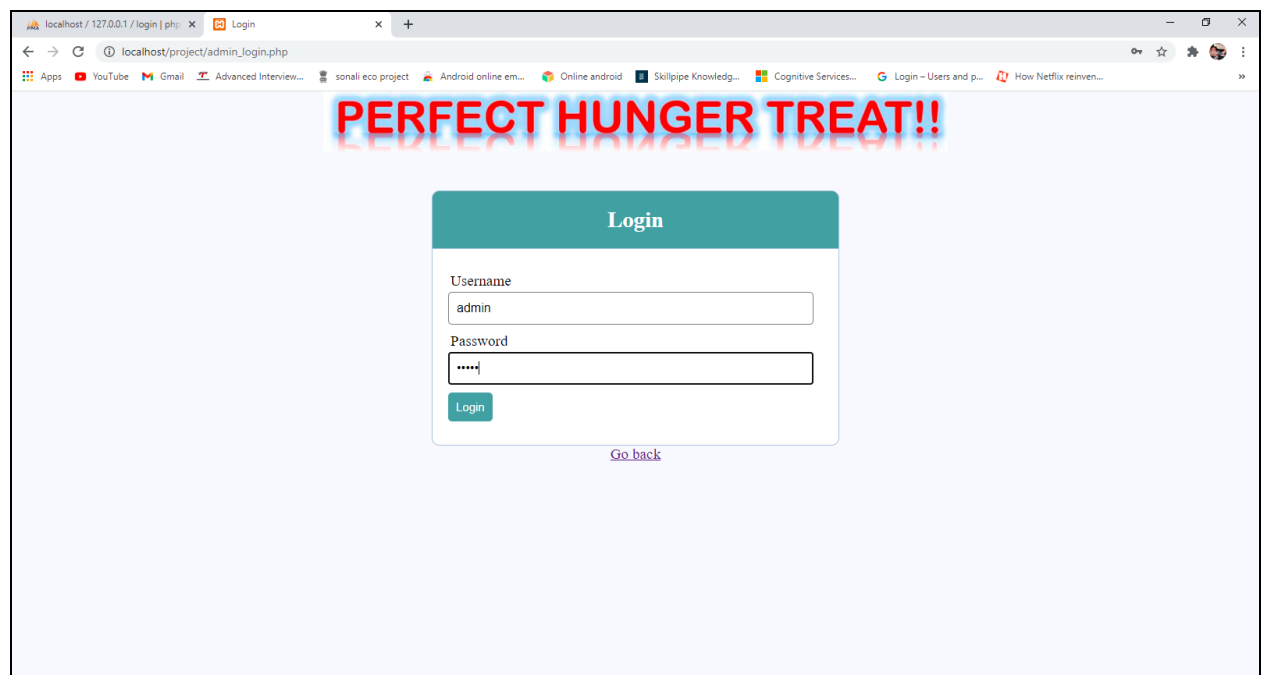 localhost / 127.0.0.1 / login | php
Login
localhost/project/admin_login.php
Apps YouTube Gmail Advanced Interview... sonali eco project Android online em... Online android Skillpipe Knowledg... Cognitive Services... Login – Users and p... How Netflix reinven... »
PERFECT HUNGER TREAT!!
Login
Username
admin
Password
•••••
Login
Go back